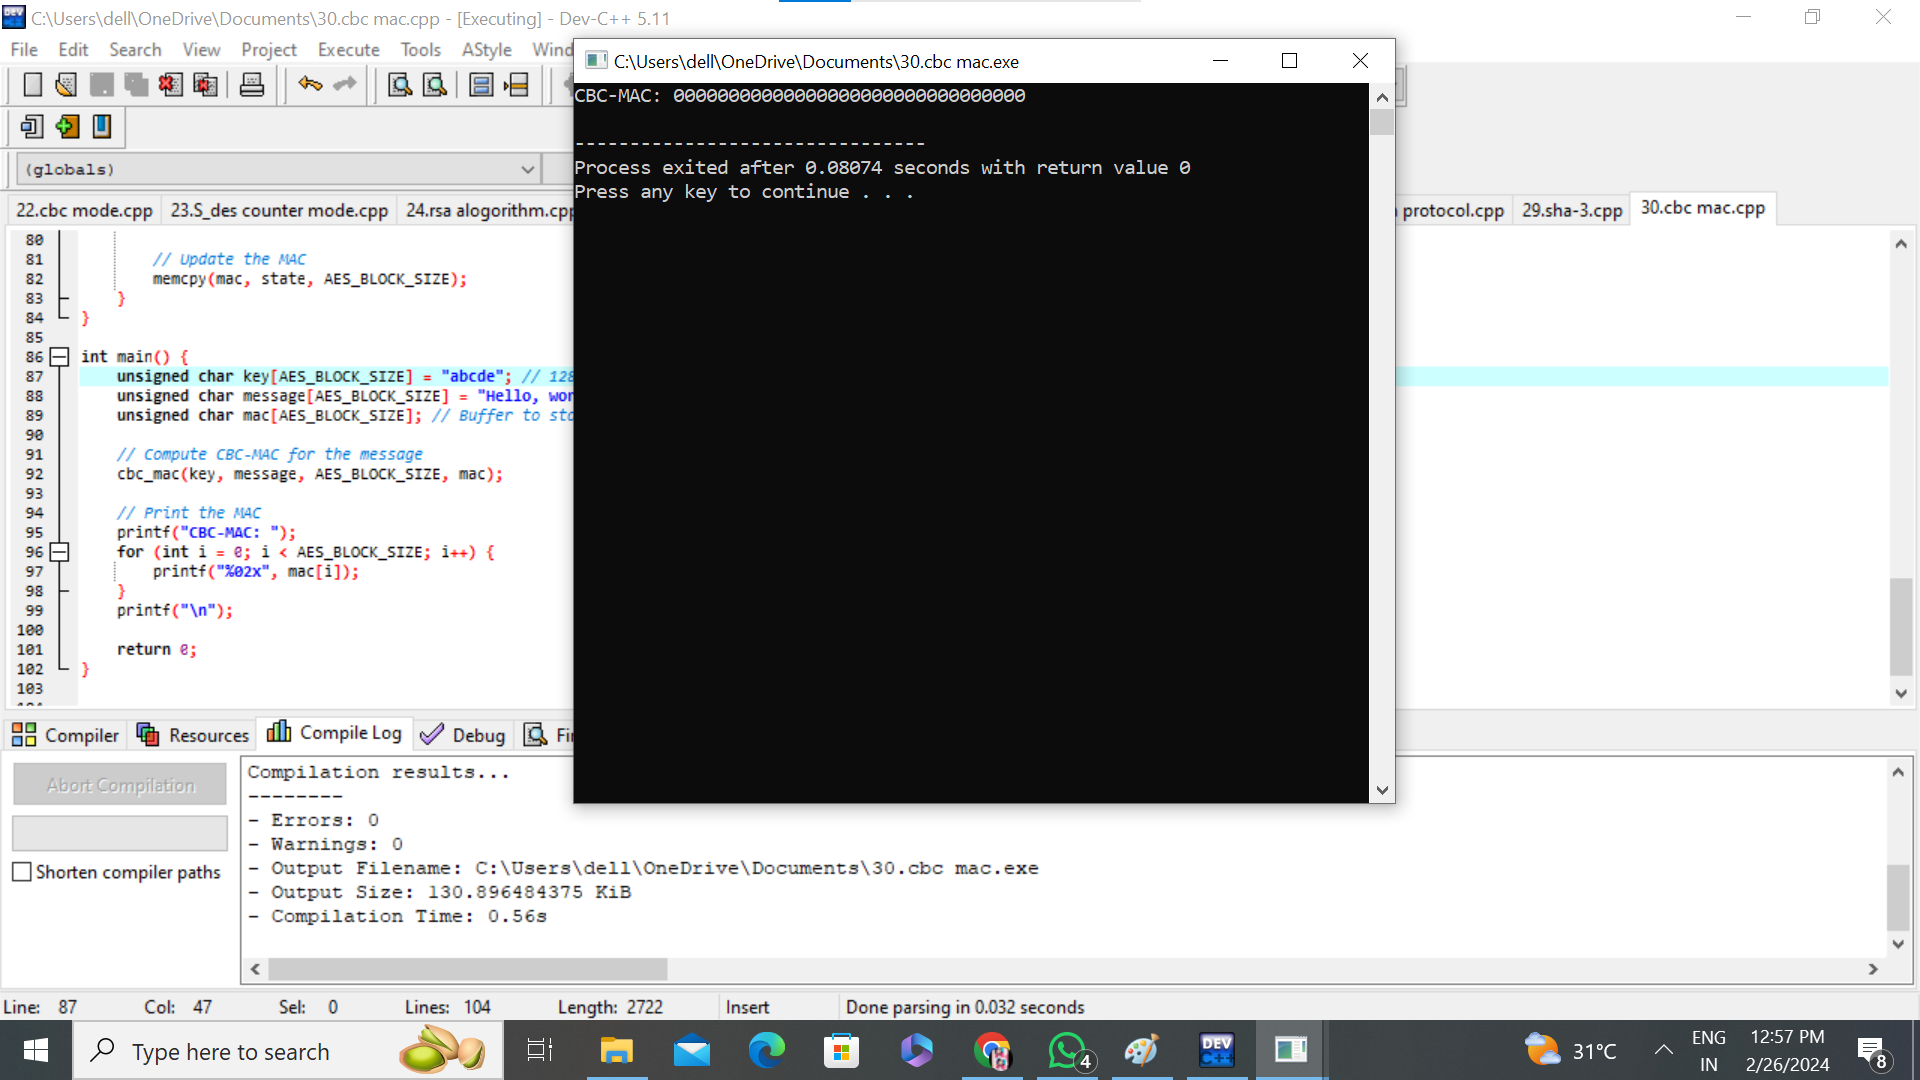 C:\Users\dell\OneDrive\Documents\30.cbc mac.cpp - [Executing] - Dev-C++ 5.11
File Edit Search View Project Execute Tools AStyle Wind
C:\Users\dell\OneDrive\Documents\30.cbc mac.exe
CBC-MAC: 00000000000000000000000000000000
--------------------------------
Process exited after 0.08074 seconds with return value 0
Press any key to continue . . .
(globals)
22.cbc mode.cpp 23.S_des counter mode.cpp 24.rsa alogorithm.cpp protocol.cpp 29.sha-3.cpp 30.cbc mac.cpp
80
81 // Update the MAC
82 memcpy(mac, state, AES_BLOCK_SIZE);
83 }
84 }
85
86 int main() {
87 unsigned char key[AES_BLOCK_SIZE] = "abcde"; // 128
88 unsigned char message[AES_BLOCK_SIZE] = "Hello, wor
89 unsigned char mac[AES_BLOCK_SIZE]; // Buffer to sto
90
91 // Compute CBC-MAC for the message
92 cbc_mac(key, message, AES_BLOCK_SIZE, mac);
93
94 // Print the MAC
95 printf("CBC-MAC: ");
96 for (int i = 0; i < AES_BLOCK_SIZE; i++) {
97 printf("%02x", mac[i]);
98 }
99 printf("\n");
100
101 return 0;
102 }
103
Compiler Resources Compile Log Debug Fi
Abort Compilation
Shorten compiler paths
Compilation results...
--------
- Errors: 0
- Warnings: 0
- Output Filename: C:\Users\dell\OneDrive\Documents\30.cbc mac.exe
- Output Size: 130.896484375 KiB
- Compilation Time: 0.56s
Line: 87 Col: 47 Sel: 0 Lines: 104 Length: 2722 Insert Done parsing in 0.032 seconds
Type here to search
4
DEV C++
31°C
ENG
IN
12:57 PM
2/26/2024
8